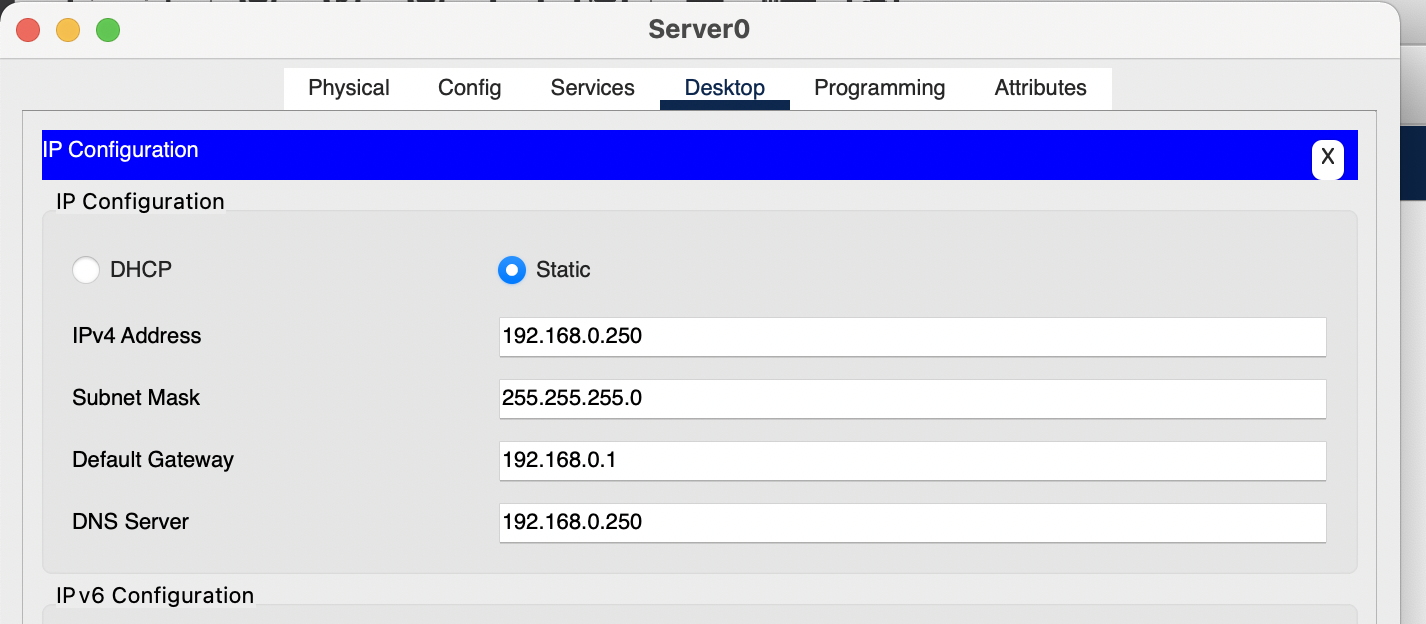 Server0
Physical Config Services Desktop Programming Attributes
IP Configuration
X
IP Configuration
DHCP Static
IPv4 Address 192.168.0.250
Subnet Mask 255.255.255.0
Default Gateway 192.168.0.1
DNS Server 192.168.0.250
IPv6 Configuration